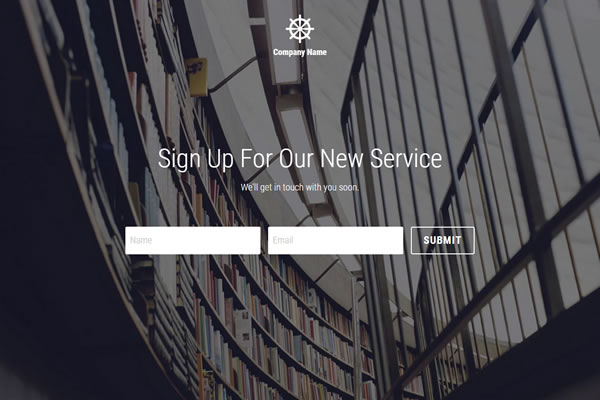 Company Name
Sign Up For Our New Service
We'll get in touch with you soon.
Name
Email
SUBMIT